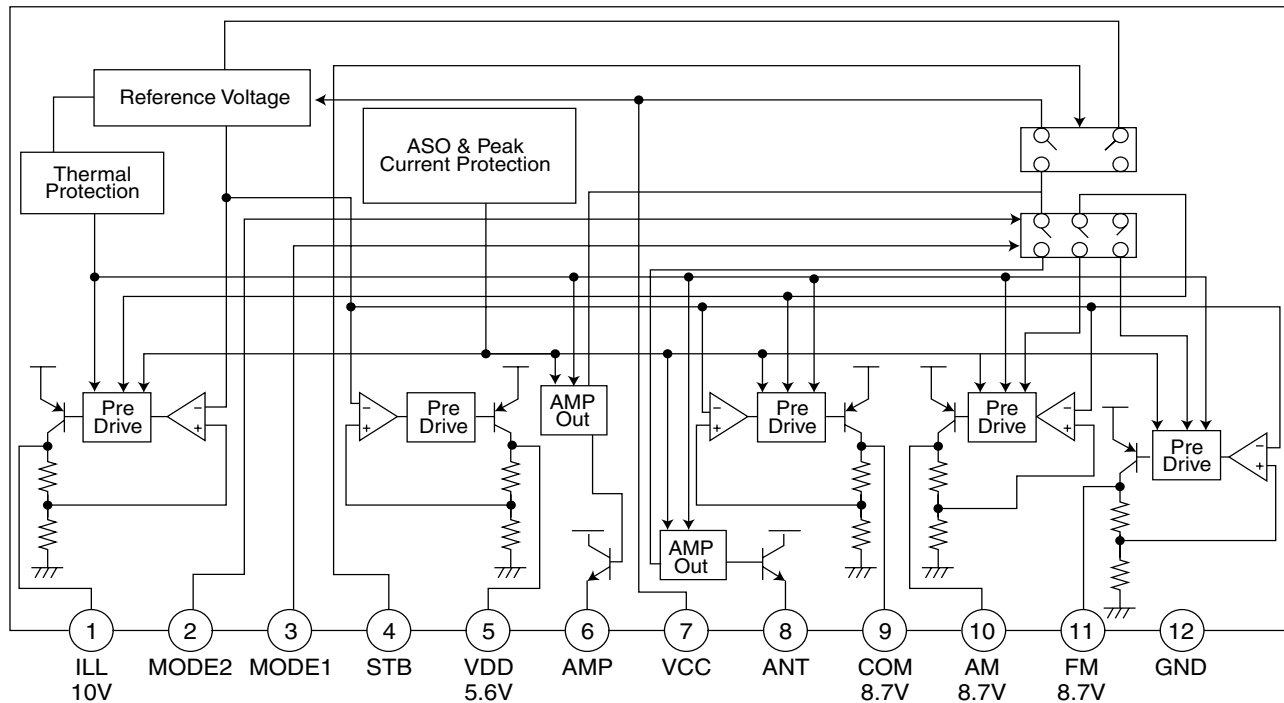 Reference Voltage
Thermal
Protection
ASO & Peak
Current Protection
Pre
Drive
-
+
-
+
Pre
Drive
AMP
Out
-
+
Pre
Drive
Pre
Drive
-
+
Pre
Drive
-
+
AMP
Out
1
2
3
4
5
6
7
8
9
10
11
12
ILL
10V
MODE2
MODE1
STB
VDD
5.6V
AMP
VCC
ANT
COM
8.7V
AM
8.7V
FM
8.7V
GND